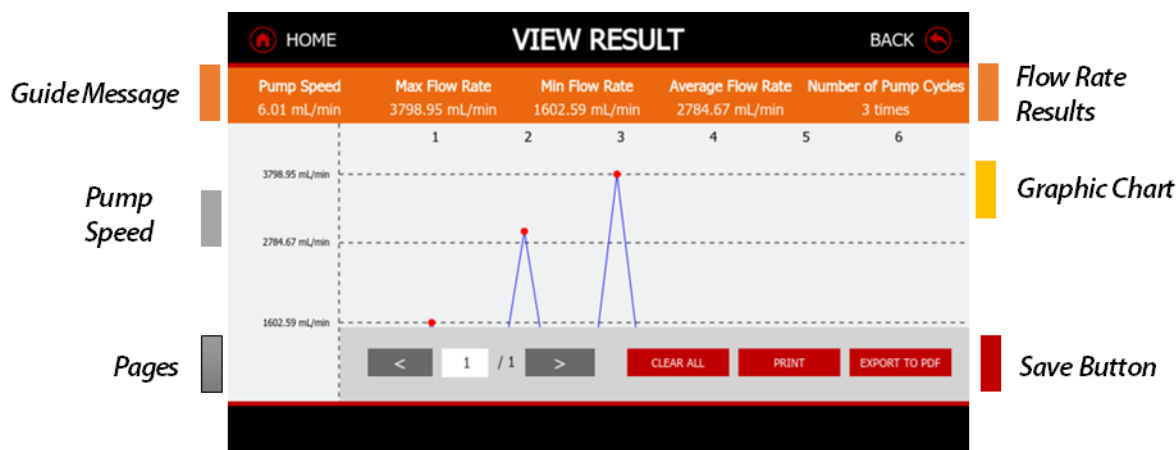 HOME
VIEW RESULT
BACK
Guide Message
Pump Speed
Max Flow Rate
Min Flow Rate
Average Flow Rate
Number of Pump Cycles
6.01 mL/min
3798.95 mL/min
1602.59 mL/min
2784.67 mL/min
3 times
Flow Rate
Results
1 2 3 4 5 6
3798.95 mL/min
Graphic Chart
Pump
Speed
2784.67 mL/min
1602.59 mL/min
Pages
<
1
/ 1
>
CLEAR ALL
PRINT
EXPORT TO PDF
Save Button